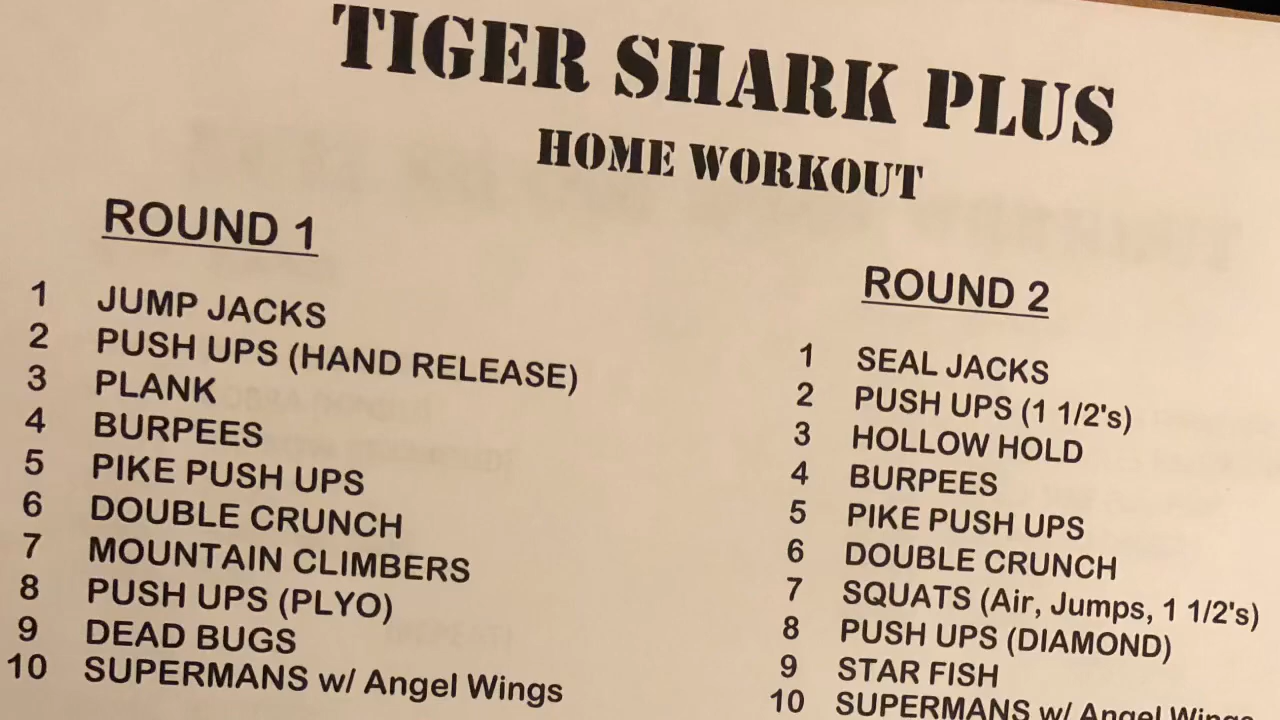 TIGER SHARK PLUS
HOME WORKOUT
ROUND 1
1 JUMP JACKS
2 PUSH UPS (HAND RELEASE)
3 PLANK
4 BURPEES
5 PIKE PUSH UPS
6 DOUBLE CRUNCH
7 MOUNTAIN CLIMBERS
8 PUSH UPS (PLYO)
9 DEAD BUGS
10 SUPERMANS w/ Angel Wings
ROUND 2
1 SEAL JACKS
2 PUSH UPS (1 1/2's)
3 HOLLOW HOLD
4 BURPEES
5 PIKE PUSH UPS
6 DOUBLE CRUNCH
7 SQUATS (Air, Jumps, 1 1/2's)
8 PUSH UPS (DIAMOND)
9 STAR FISH
10 SUPERMANS w/ Angel Wings